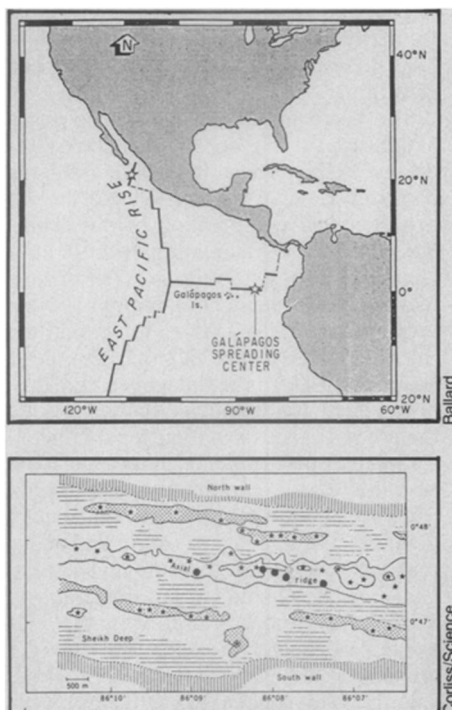 N
40°N
20°N
EAST PACIFIC RISE
Galápagos
Is.
0°
GALÁPAGOS
SPREADING
CENTER
20°N
120°W
90°W
60°W
Ballard
North wall
0°48'
Axial
ridge
0°47'
Sheikh Deep
South wall
500 m
86°10'
86°09'
86°08'
86°07'
Corliss/Science